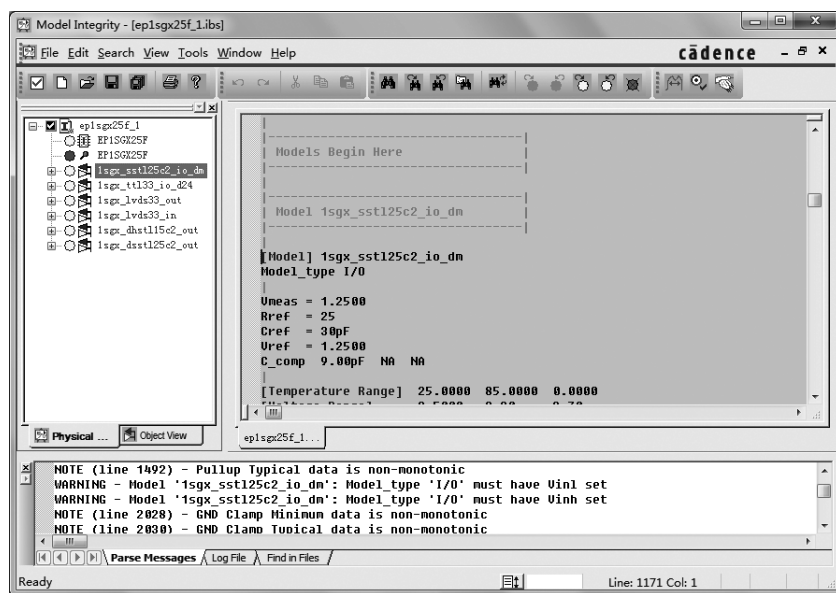 Model Integrity - [ep1sgx25f_1.ibs]
File Edit Search View Tools Window Help
cādence
ep1sgx25f_1
EP1SGX25F
EP1SGX25F
1sgx_sstl25c2_io_dm
1sgx_ttl33_io_d24
1sgx_lvds33_out
1sgx_lvds33_in
1sgx_dhstl15c2_out
1sgx_dsstl25c2_out
Physical ...
Object View
| Models Begin Here |
| Model 1sgx_sstl25c2_io_dm |
[Model] 1sgx_sstl25c2_io_dm
Model_type I/O
Vmeas = 1.2500
Rref = 25
Cref = 30pF
Vref = 1.2500
C_comp 9.00pF NA NA
[Temperature Range] 25.0000 85.0000 0.0000
ep1sgx25f_1...
NOTE (line 1492) - Pullup Typical data is non-monotonic
WARNING - Model '1sgx_sstl25c2_io_dm': Model_type 'I/O' must have Vinl set
WARNING - Model '1sgx_sstl25c2_io_dm': Model_type 'I/O' must have Vinh set
NOTE (line 2028) - GND Clamp Minimum data is non-monotonic
NOTE (line 2030) - GND Clamp Typical data is non-monotonic
Parse Messages
Log File
Find in Files
Ready
Line: 1171 Col: 1